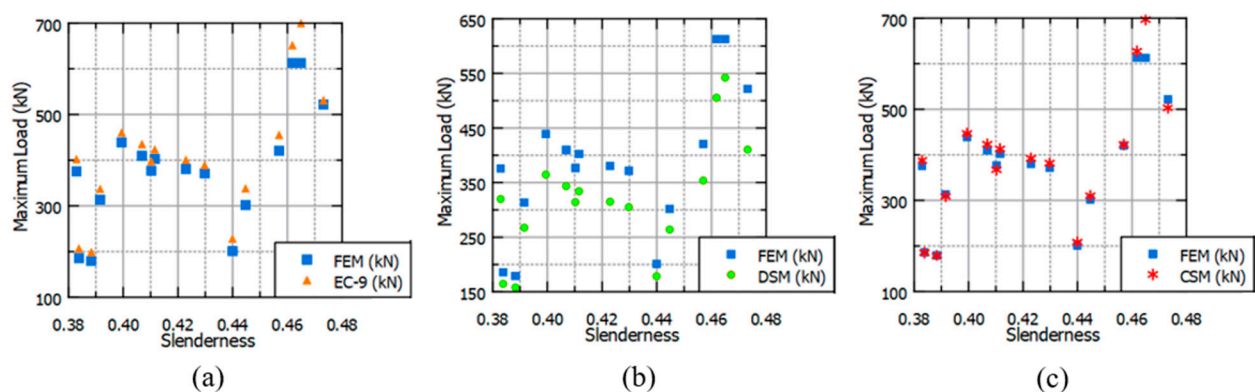 Maximum Load (kN)
700
500
300
100
0.38 0.40 0.42 0.44 0.46 0.48
Slenderness
FEM (kN)
EC-9 (kN)
(a)
Maximum Load (kN)
650
550
450
350
250
150
0.38 0.40 0.42 0.44 0.46 0.48
Slenderness
FEM (kN)
DSM (kN)
(b)
Maximum Load (kN)
700
500
300
100
0.38 0.40 0.42 0.44 0.46 0.48
Slenderness
FEM (kN)
CSM (kN)
(c)